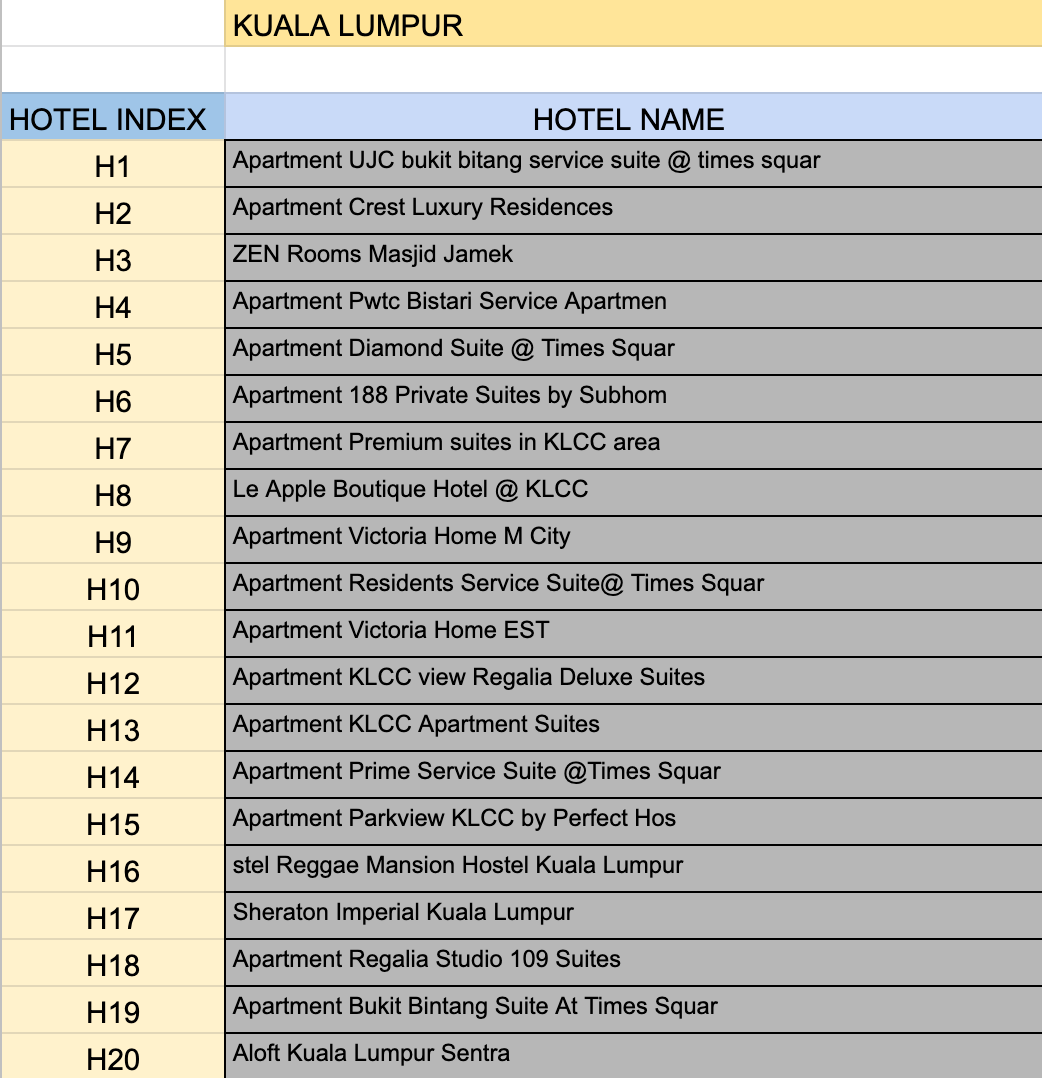 KUALA LUMPUR
HOTEL INDEX HOTEL NAME
H1 Apartment UJC bukit bitang service suite @ times squar
H2 Apartment Crest Luxury Residences
H3 ZEN Rooms Masjid Jamek
H4 Apartment Pwtc Bistari Service Apartmen
H5 Apartment Diamond Suite @ Times Squar
H6 Apartment 188 Private Suites by Subhom
H7 Apartment Premium suites in KLCC area
H8 Le Apple Boutique Hotel @ KLCC
H9 Apartment Victoria Home M City
H10 Apartment Residents Service Suite@ Times Squar
H11 Apartment Victoria Home EST
H12 Apartment KLCC view Regalia Deluxe Suites
H13 Apartment KLCC Apartment Suites
H14 Apartment Prime Service Suite @Times Squar
H15 Apartment Parkview KLCC by Perfect Hos
H16 stel Reggae Mansion Hostel Kuala Lumpur
H17 Sheraton Imperial Kuala Lumpur
H18 Apartment Regalia Studio 109 Suites
H19 Apartment Bukit Bintang Suite At Times Squar
H20 Aloft Kuala Lumpur Sentra